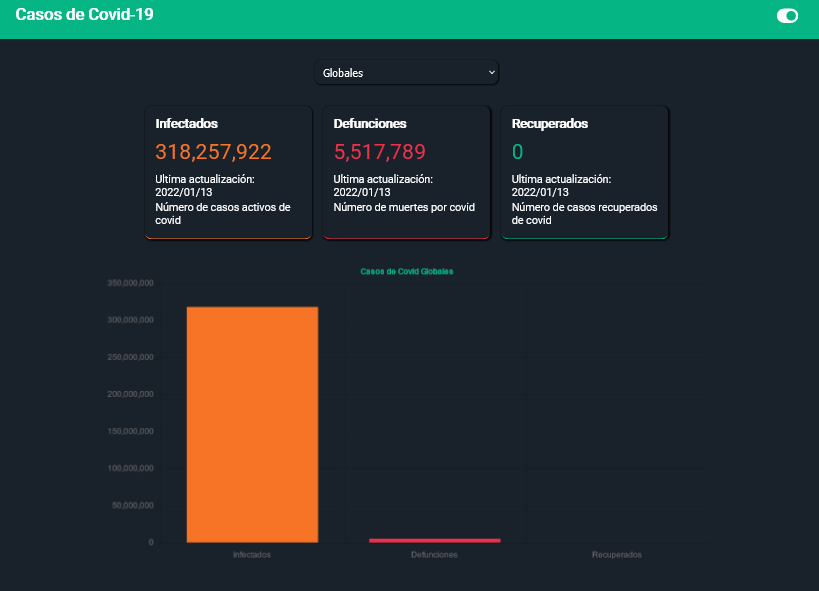 Casos de Covid-19
Globales
Infectados
318,257,922
Ultima actualización:
2022/01/13
Número de casos activos de
covid
Defunciones
5,517,789
Ultima actualización:
2022/01/13
Número de muertes por covid
Recuperados
0
Ultima actualización:
2022/01/13
Número de casos recuperados
de covid
Casos de Covid Globales
350,000,000
300,000,000
250,000,000
200,000,000
150,000,000
100,000,000
50,000,000
0
Infectados
Defunciones
Recuperados